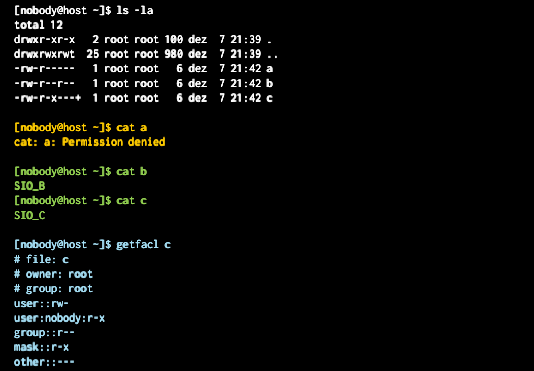 [nobody@host ~]$ ls -la
total 12
drwxr-xr-x   2 root root 100 dez  7 21:39 .
drwxrwxrwt  25 root root 980 dez  7 21:39 ..
-rw-r-----   1 root root   6 dez  7 21:42 a
-rw-r--r--   1 root root   6 dez  7 21:42 b
-rw-r-x---+  1 root root   6 dez  7 21:42 c
[nobody@host ~]$ cat a
cat: a: Permission denied
[nobody@host ~]$ cat b
SIO_B
[nobody@host ~]$ cat c
SIO_C
[nobody@host ~]$ getfacl c
# file: c
# owner: root
# group: root
user::rw-
user:nobody:r-x
group::r--
mask::r-x
other::---